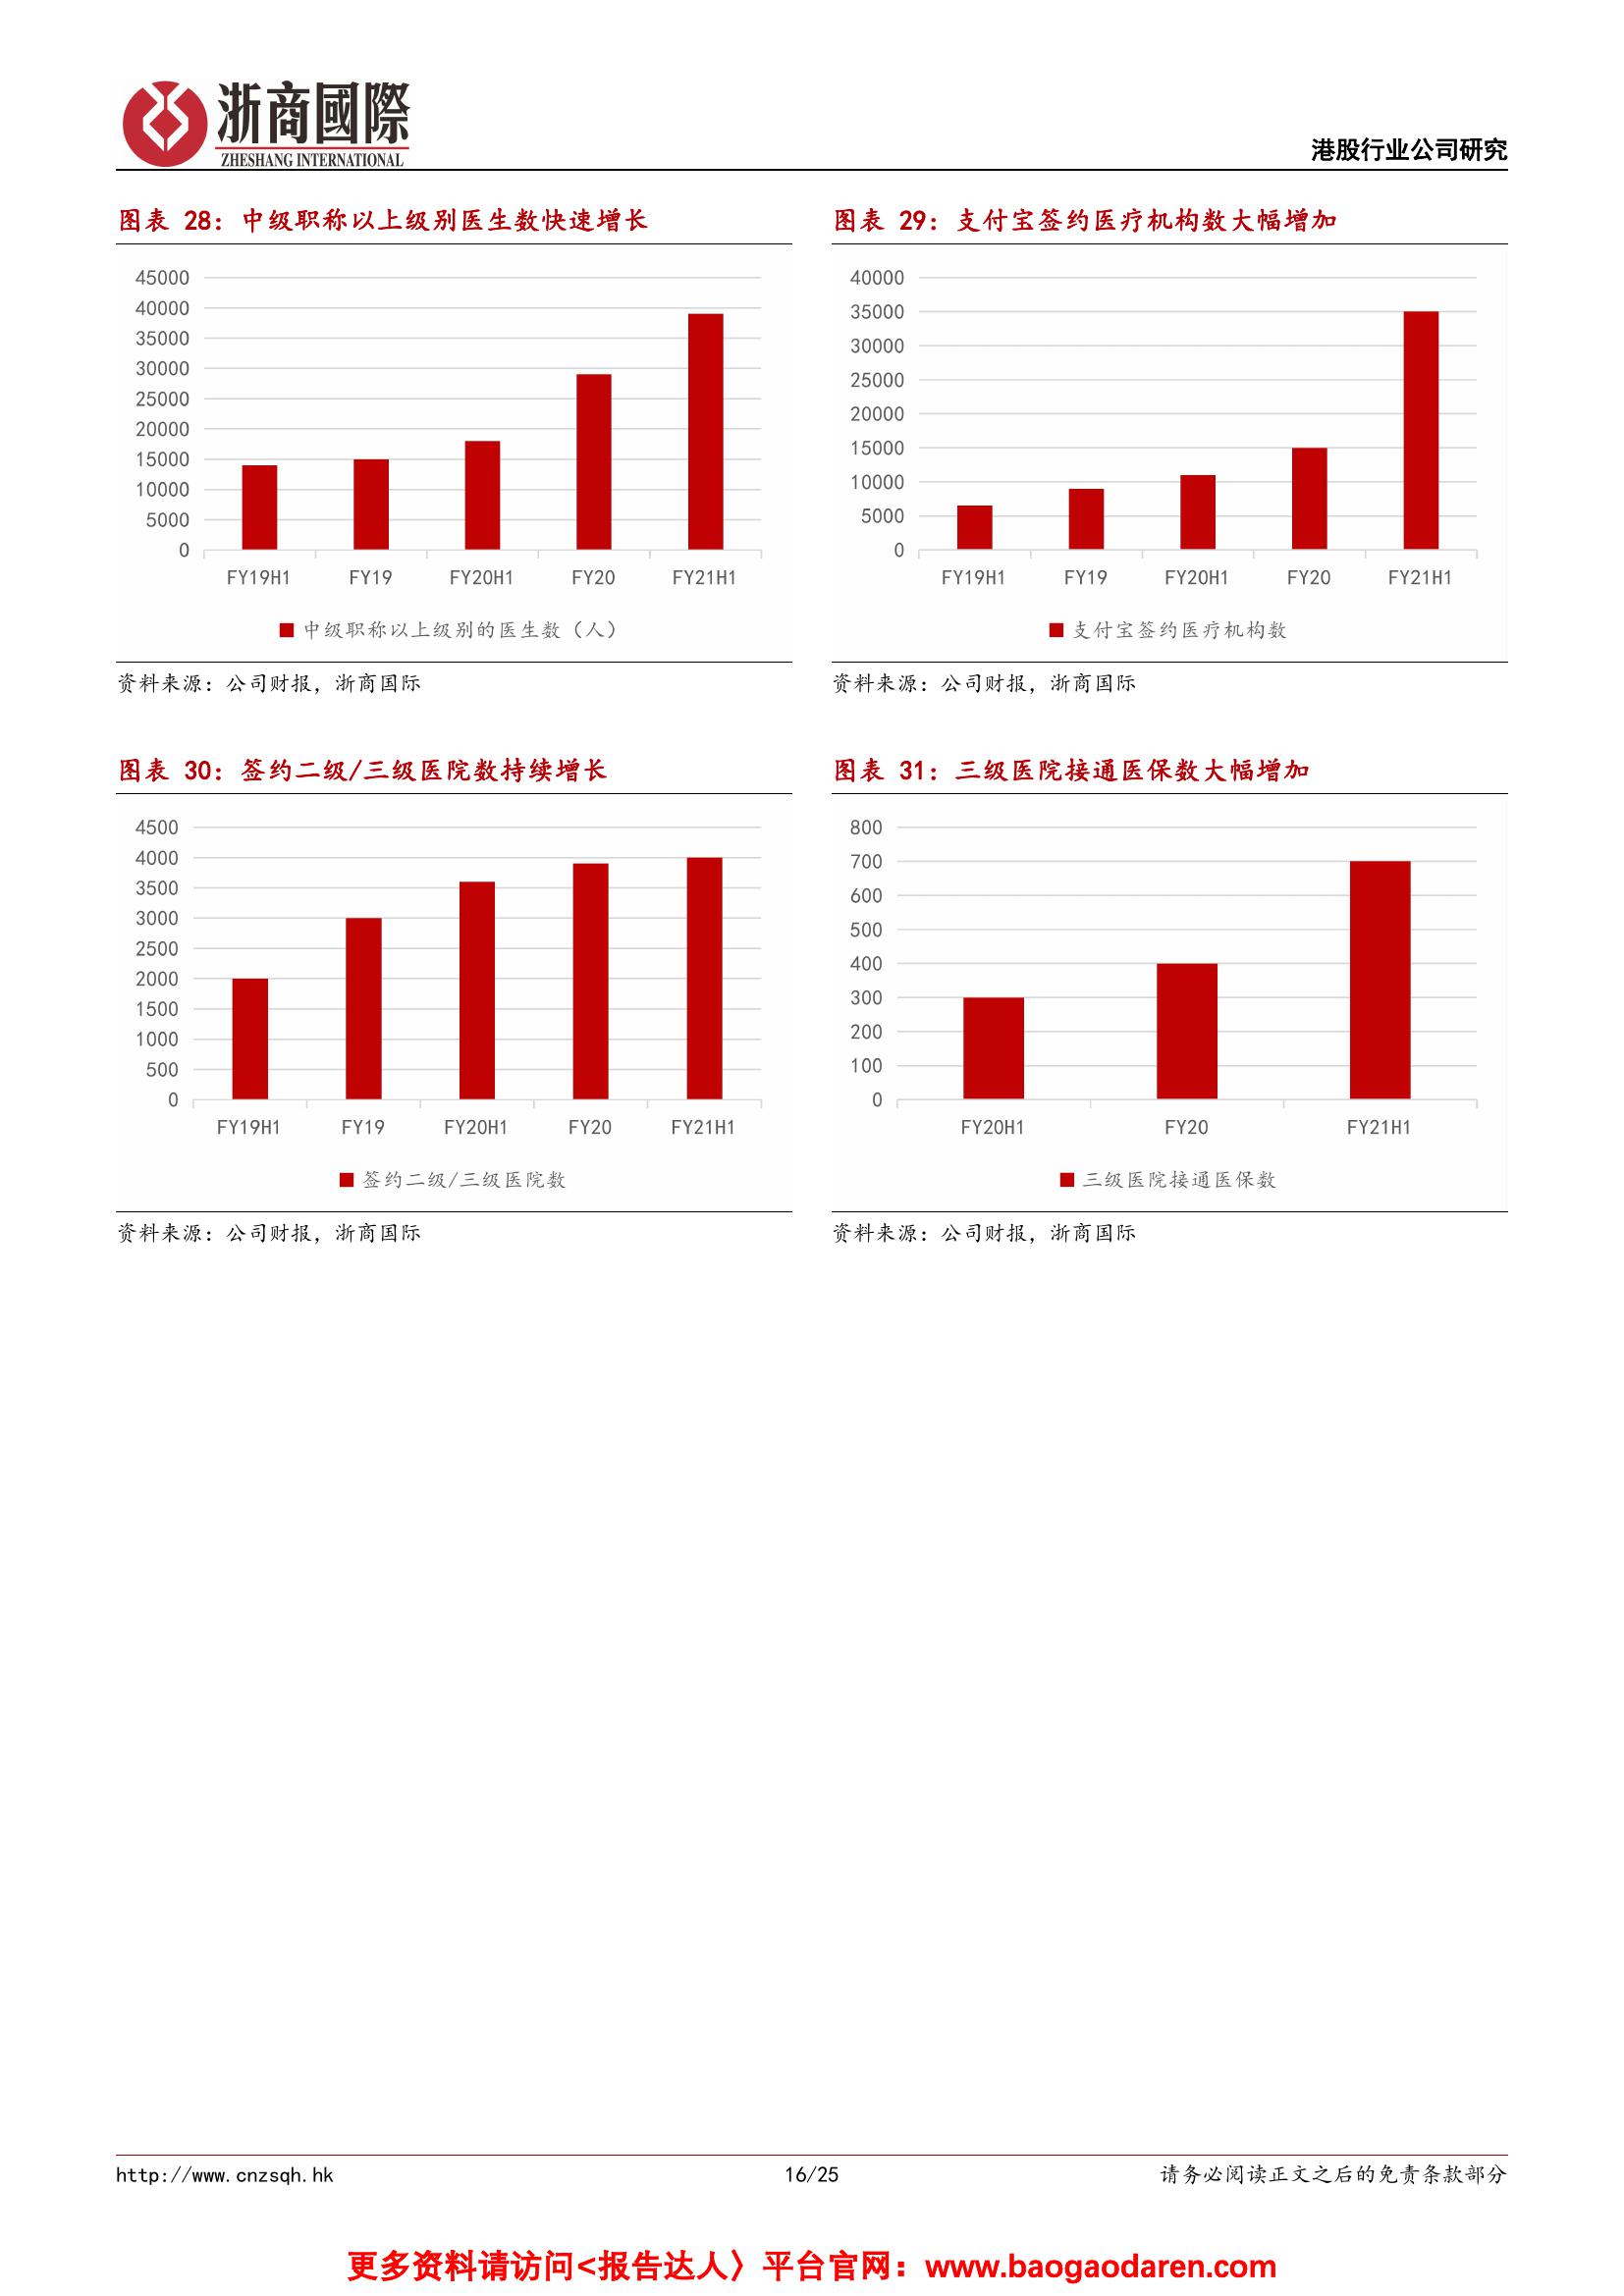 浙商國際
ZHESHANG INTERNATIONAL
港股行业公司研究
图表 28：中级职称以上级别医生数快速增长
45000
40000
35000
30000
25000
20000
15000
10000
5000
0
FY19H1 FY19 FY20H1 FY20 FY21H1
中级职称以上级别的医生数（人）
资料来源：公司财报，浙商国际
图表 29：支付宝签约医疗机构数大幅增加
40000
35000
30000
25000
20000
15000
10000
5000
0
FY19H1 FY19 FY20H1 FY20 FY21H1
支付宝签约医疗机构数
资料来源：公司财报，浙商国际
图表 30：签约二级/三级医院数持续增长
4500
4000
3500
3000
2500
2000
1500
1000
500
0
FY19H1 FY19 FY20H1 FY20 FY21H1
签约二级/三级医院数
资料来源：公司财报，浙商国际
图表 31：三级医院接通医保数大幅增加
800
700
600
500
400
300
200
100
0
FY20H1 FY20 FY21H1
三级医院接通医保数
资料来源：公司财报，浙商国际
http://www.cnzsqh.hk 16/25 请务必阅读正文之后的免责条款部分
更多资料请访问<报告达人〉平台官网：www.baogaodaren.com